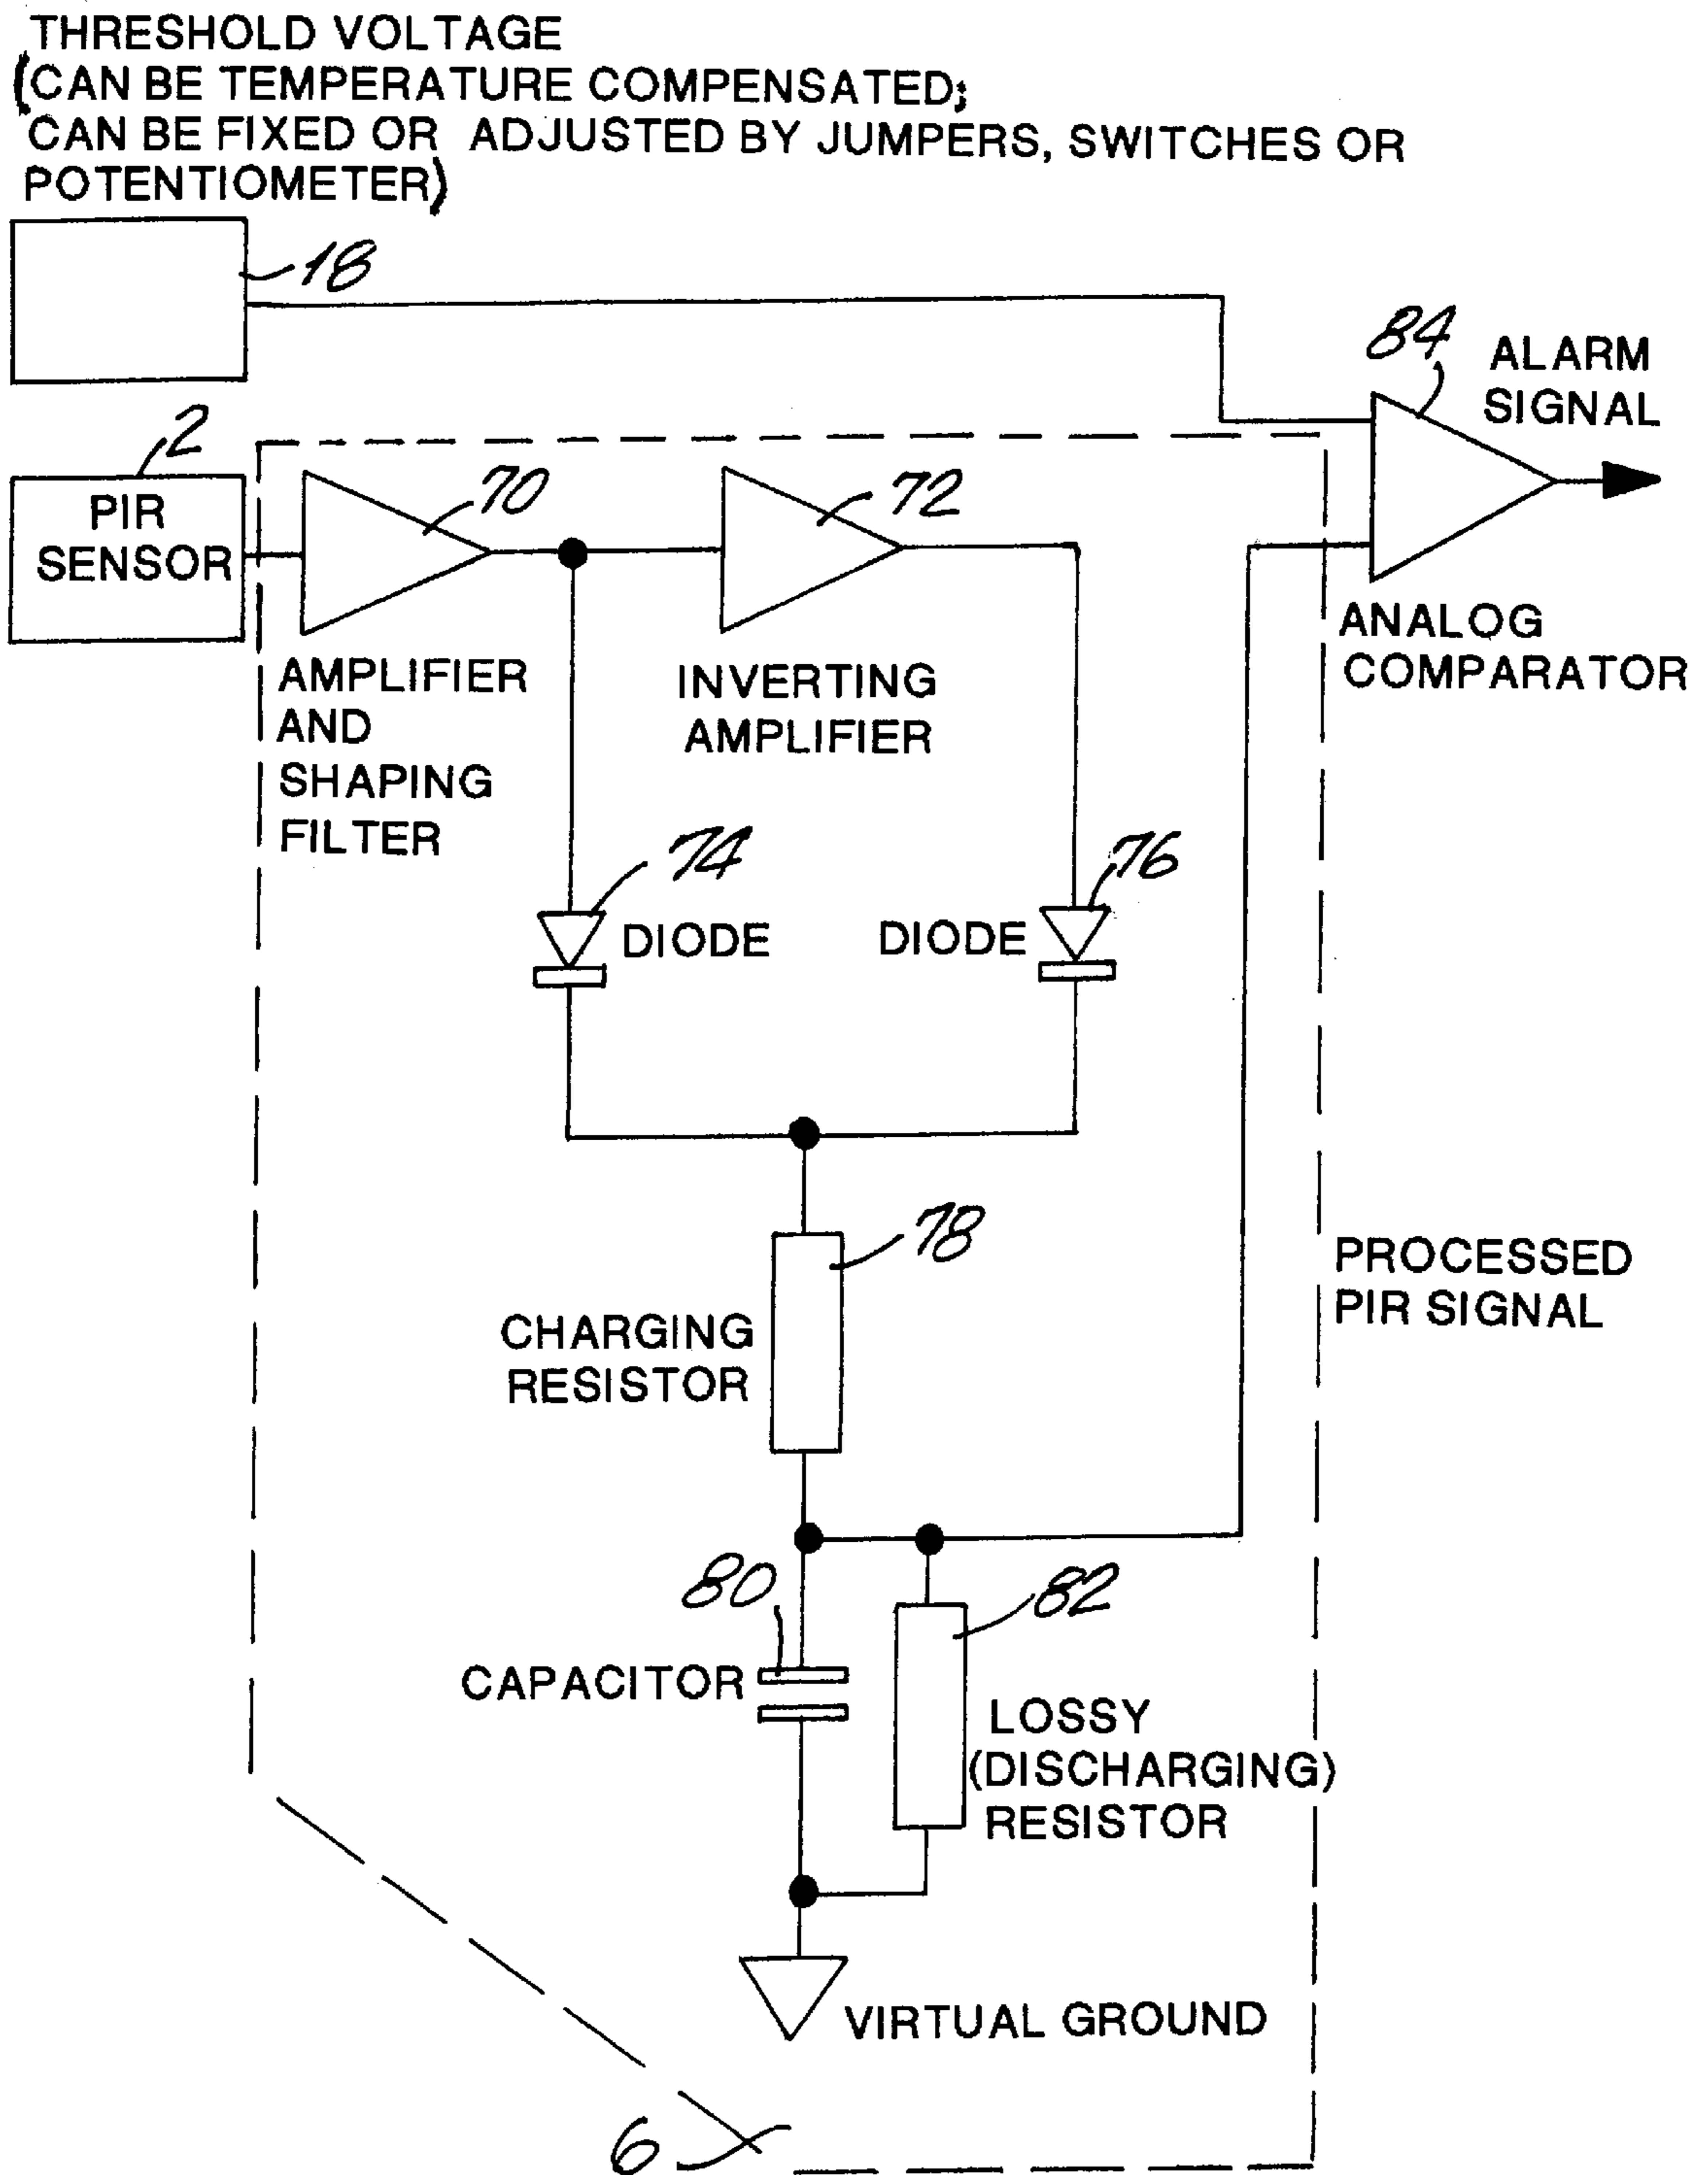 THRESHOLD VOLTAGE
(CAN BE TEMPERATURE COMPENSATED;
CAN BE FIXED OR ADJUSTED BY JUMPERS, SWITCHES OR
POTENTIOMETER)
18
84
ALARM
SIGNAL
2
PIR
SENSOR
70
72
ANALOG
COMPARATOR
AMPLIFIER
AND
SHAPING
FILTER
INVERTING
AMPLIFIER
74
DIODE
DIODE
76
78
CHARGING
RESISTOR
PROCESSED
PIR SIGNAL
80
CAPACITOR
82
LOSSY
(DISCHARGING)
RESISTOR
VIRTUAL GROUND
6